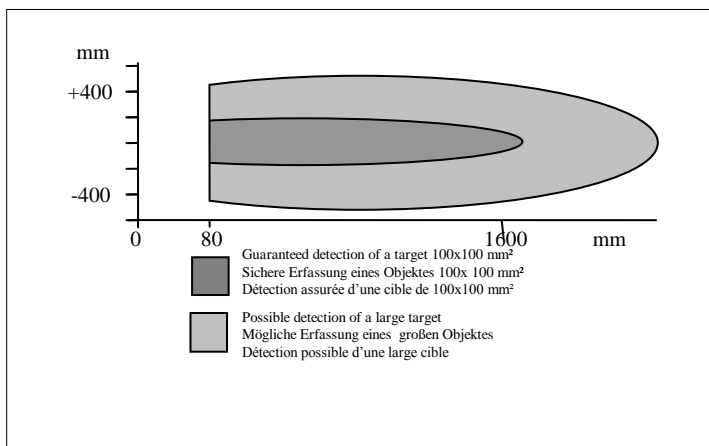 mm
+400
-400
0 80 1600 mm
Guaranteed detection of a target 100x100 mm²
Sichere Erfassung eines Objektes 100x 100 mm²
Détection assurée d’une cible de 100x100 mm²
Possible detection of a large target
Mögliche Erfassung eines großen Objektes
Détection possible d’une large cible